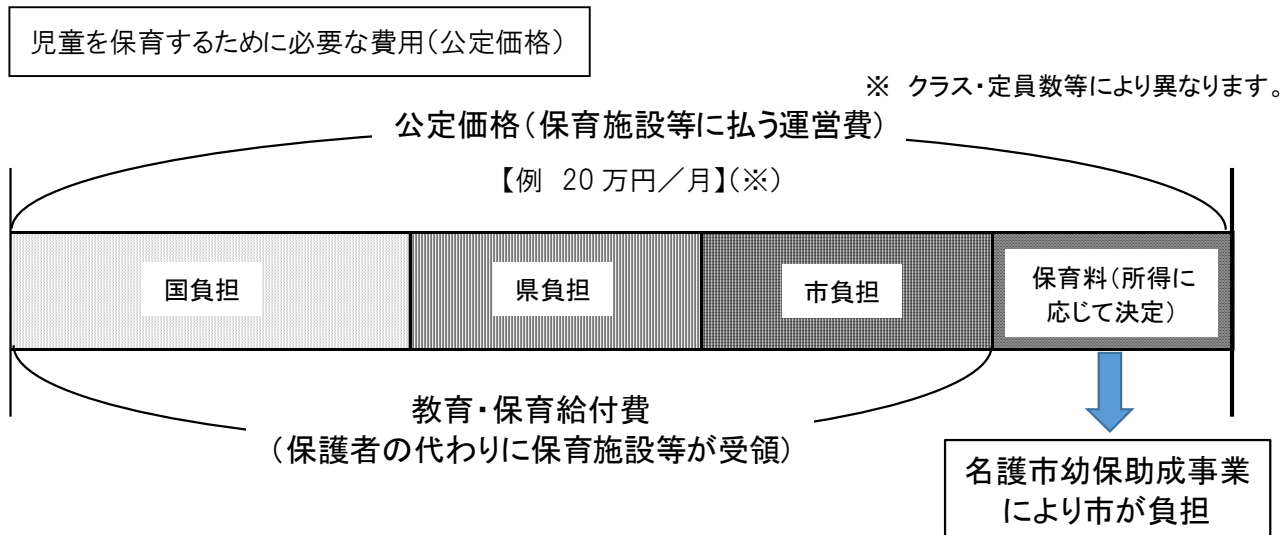 児童を保育するために必要な費用(公定価格)
※ クラス・定員数等により異なります。
公定価格(保育施設等に払う運営費)
【例 20万円/月】(※)
国負担
県負担
市負担
保育料(所得に
応じて決定)
教育・保育給付費
(保護者の代わりに保育施設等が受領)
名護市幼保助成事業
により市が負担